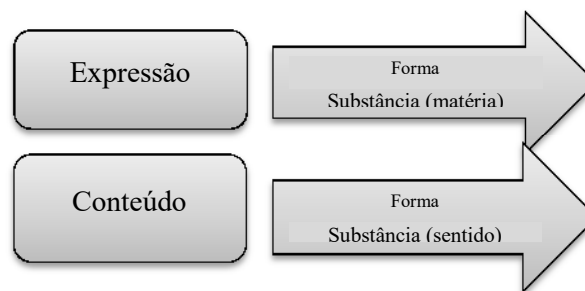 Expressão
Forma
Substância (matéria)
Conteúdo
Forma
Substância (sentido)